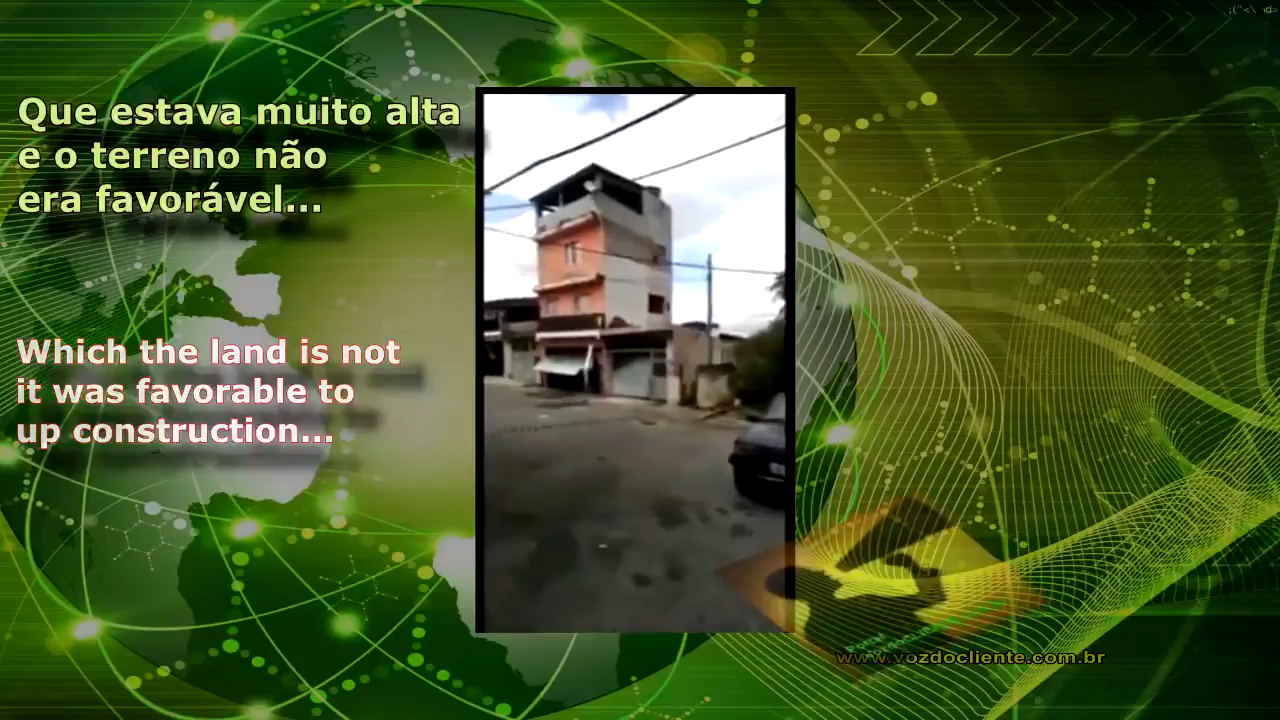 Que estava muito alta
e o terreno não
era favorável...
Which the land is not
it was favorable to
up construction...
www.vozdocliente.com.br